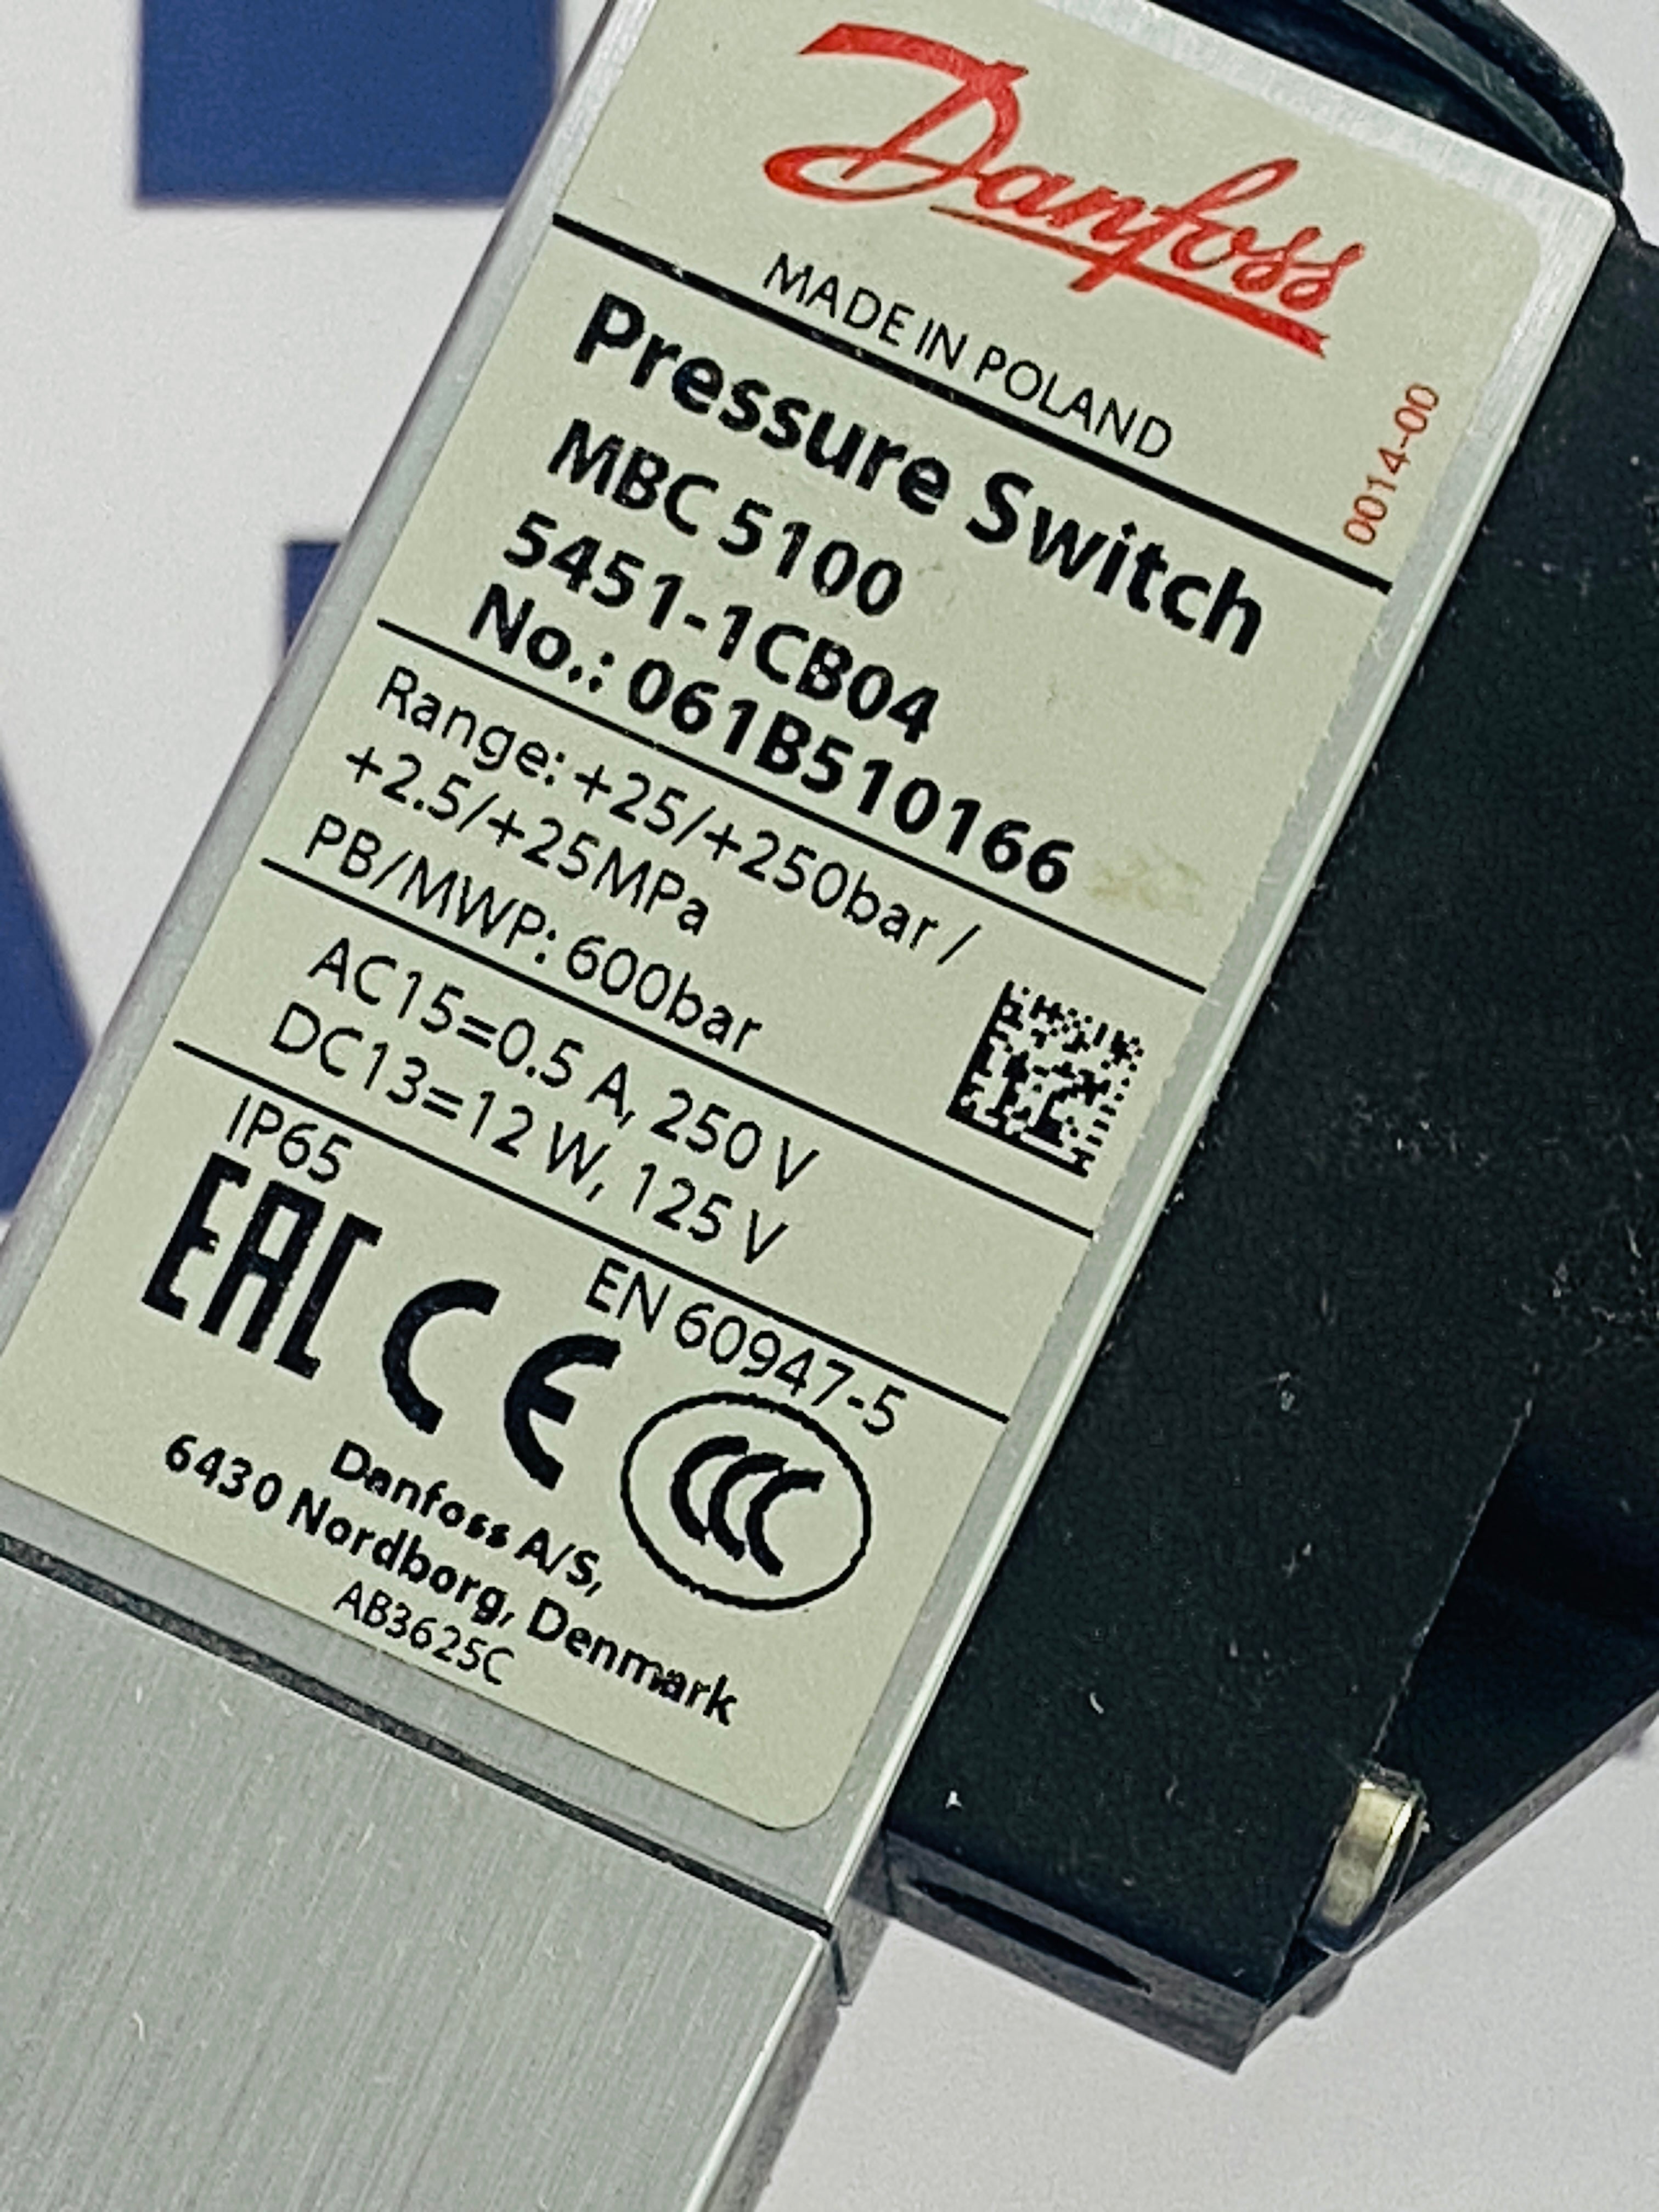 Danfoss
MADE IN POLAND
0014-00
Pressure Switch
MBC 5100
5451-1CB04
No.: 061B510166
Range: +25/+250bar /
+2.5/+25MPa
PB/MWP: 600bar
AC15=0.5 A, 250 V
DC13=12 W, 125 V
IP65
EN 60947-5
EAC CE CCC
Danfoss A/S,
6430 Nordborg, Denmark
AB3625C